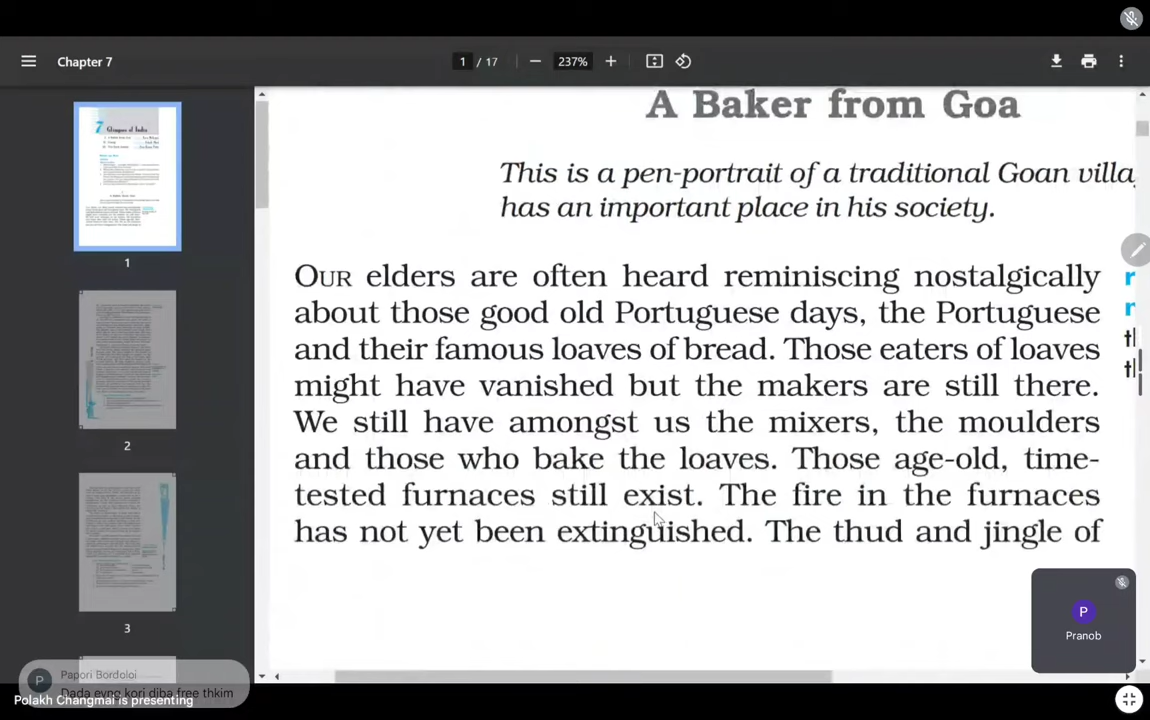 Chapter 7
1 / 17
237%
A Baker from Goa
This is a pen-portrait of a traditional Goan villa
has an important place in his society.
OUR elders are often heard reminiscing nostalgically
about those good old Portuguese days, the Portuguese
and their famous loaves of bread. Those eaters of loaves
might have vanished but the makers are still there.
We still have amongst us the mixers, the moulders
and those who bake the loaves. Those age-old, time-
tested furnaces still exist. The fire in the furnaces
has not yet been extinguished. The thud and jingle of
7 Glimpses of India
1
2
3
P
Pranob
P
Papori Bordoloi
Dada evng kori diba free thkim
Polakh Changmai is presenting